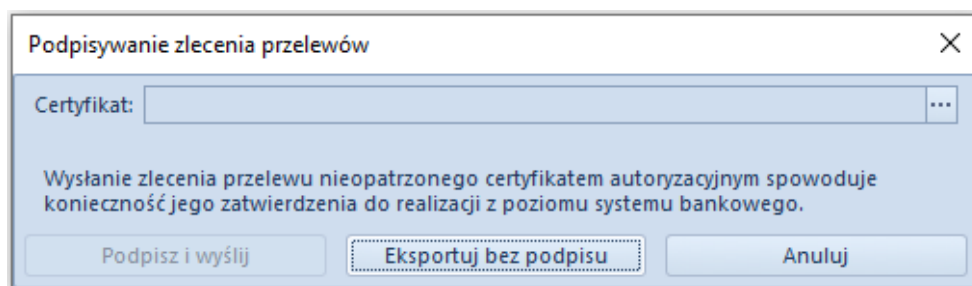 Podpisywanie zlecenia przelewów
Certyfikat:
...
Wysłanie zlecenia przelewu nieopatrzonego certyfikatem autoryzacyjnym spowoduje
konieczność jego zatwierdzenia do realizacji z poziomu systemu bankowego.
Podpisz i wyślij Eksportuj bez podpisu Anuluj